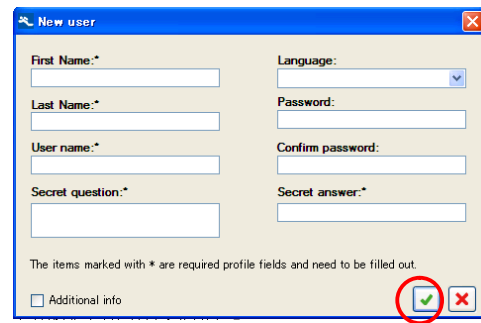 New user
First Name:*
Language:
Last Name:*
Password:
User name:*
Confirm password:
Secret question:*
Secret answer:*
The items marked with * are required profile fields and need to be filled out.
Additional info